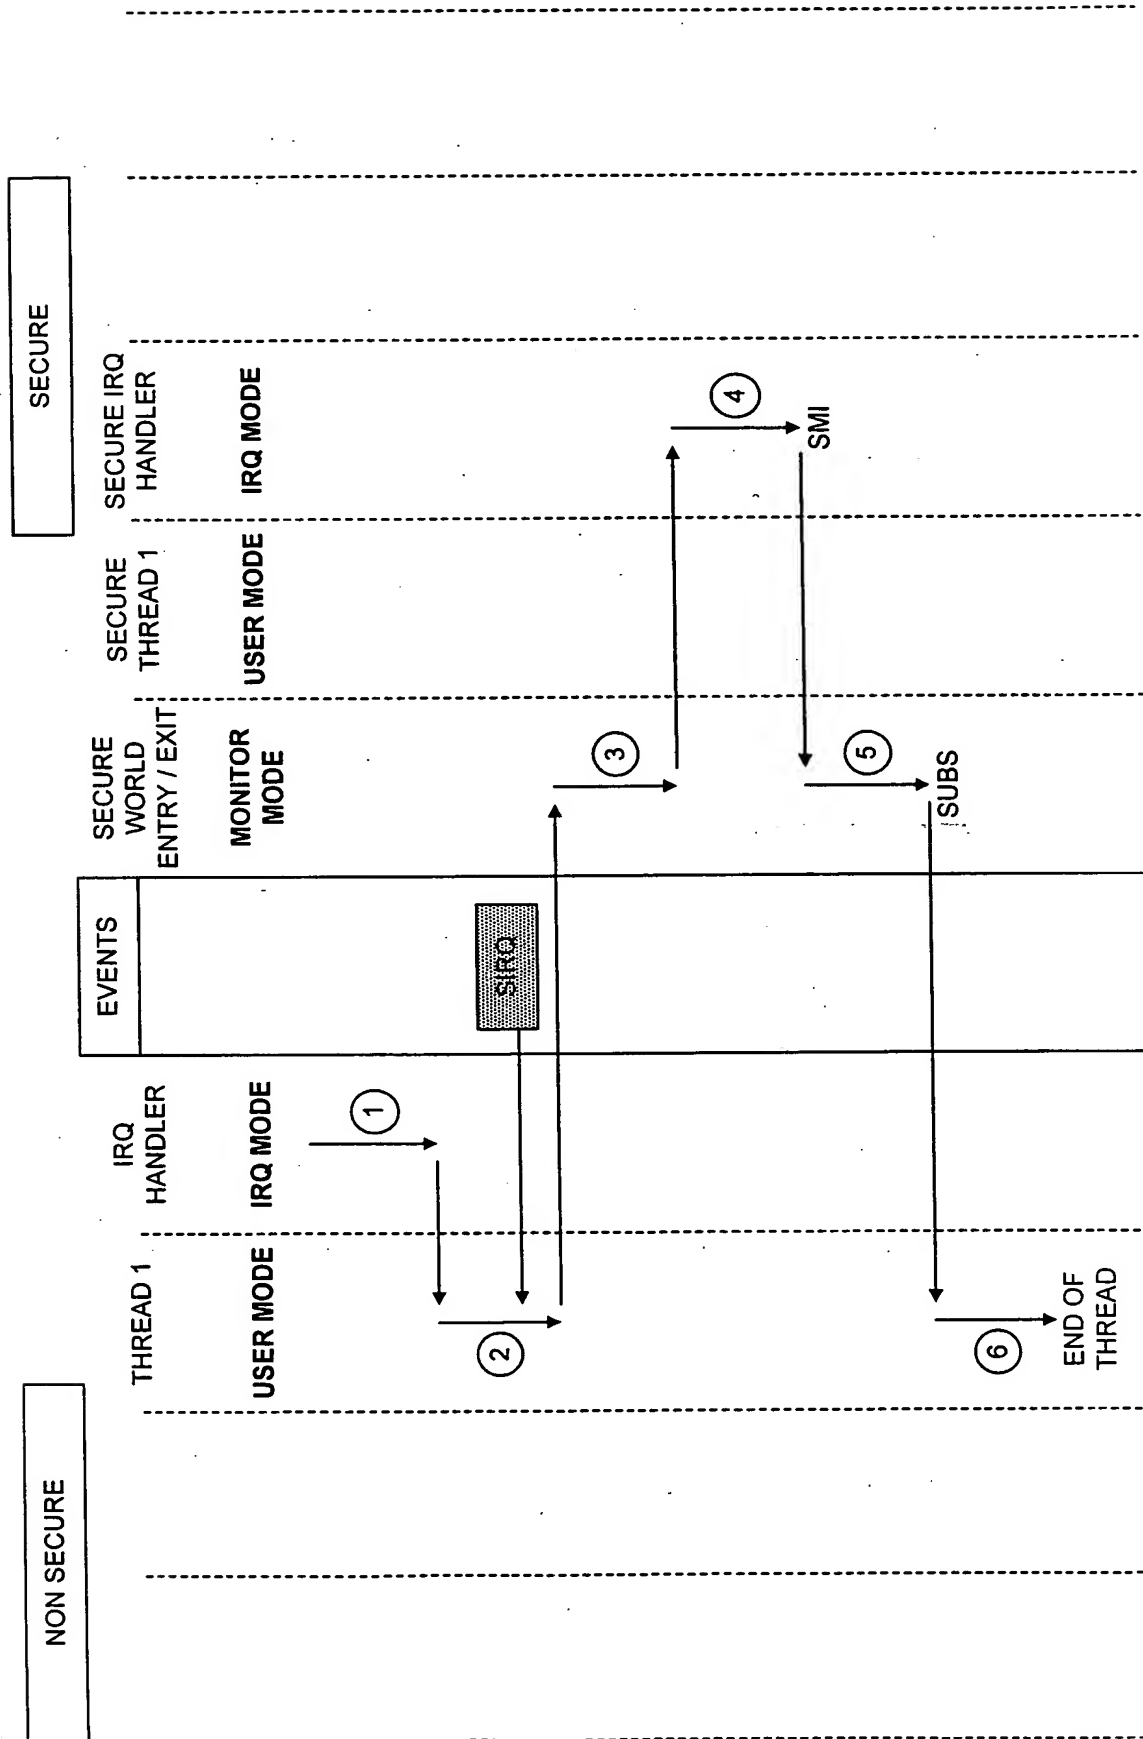 NON SECURE
EVENTS
SECURE
THREAD 1
USER MODE
IRQ
HANDLER
IRQ MODE
SECURE
WORLD
ENTRY / EXIT
MONITOR
MODE
SECURE
THREAD 1
USER MODE
SECURE IRQ
HANDLER
IRQ MODE
1
2
SIRQ
3
4
SMI
5
SUBS
6
END OF
THREAD